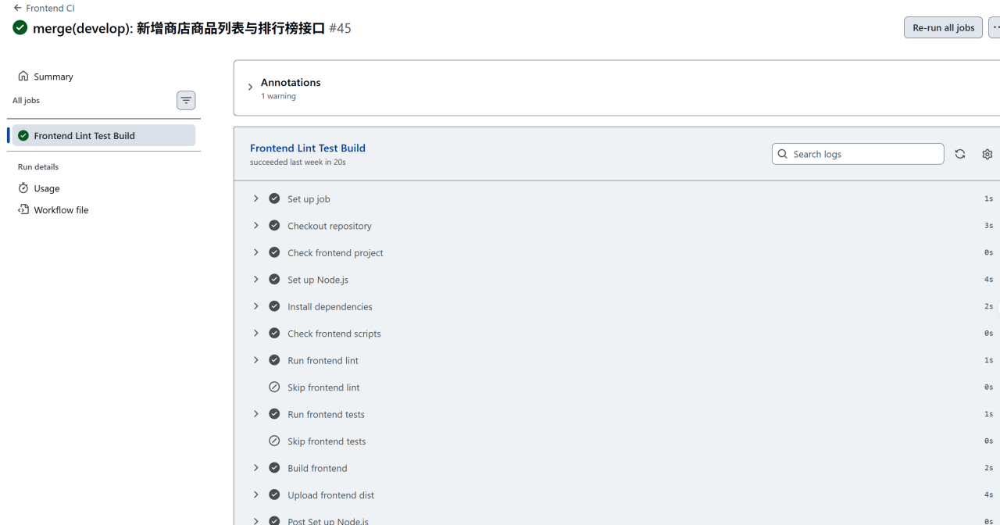 Frontend CI
merge(develop): 新增商店商品列表与排行榜接口 #45
Re-run all jobs
Summary
All jobs
Frontend Lint Test Build
Run details
Usage
Workflow file
Annotations
1 warning
Frontend Lint Test Build
succeeded last week in 20s
Search logs
Set up job 1s
Checkout repository 3s
Check frontend project 0s
Set up Node.js 4s
Install dependencies 2s
Check frontend scripts 0s
Run frontend lint 1s
Skip frontend lint 0s
Run frontend tests 1s
Skip frontend tests 0s
Build frontend 2s
Upload frontend dist 4s
Post Set up Node.js 0s